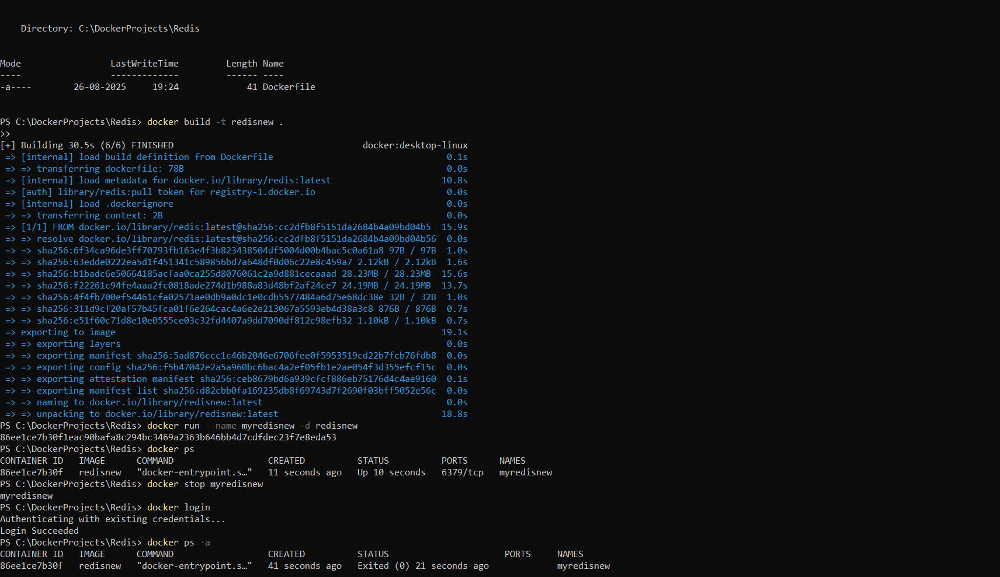 Directory: C:\DockerProjects\Redis
Mode LastWriteTime Length Name
---- ------------- ------ ----
-a---- 26-08-2025 19:24 41 Dockerfile
PS C:\DockerProjects\Redis> docker build -t redisnew .
>>
[+] Building 30.5s (6/6) FINISHED docker:desktop-linux
=> [internal] load build definition from Dockerfile 0.1s
=> => transferring dockerfile: 78B 0.0s
=> [internal] load metadata for docker.io/library/redis:latest 10.8s
=> [auth] library/redis:pull token for registry-1.docker.io 0.0s
=> [internal] load .dockerignore 0.0s
=> => transferring context: 2B 0.0s
=> [1/1] FROM docker.io/library/redis:latest@sha256:cc2dfb8f5151da2684b4a09bd04b5 15.9s
=> => resolve docker.io/library/redis:latest@sha256:cc2dfb8f5151da2684b4a09bd04b56 0.0s
=> => sha256:6f34ca96de3ff70793fb163e4f3b823438504df5004d00b4bac5c0a61a8 97B / 97B 1.0s
=> => sha256:63edde0222ea5d1f451341c589856bd7a648df0d06c22e8c459a7 2.12kB / 2.12kB 1.6s
=> => sha256:b1badc6e50664185acfaa0ca255d8076061c2a9d881cecaaad 28.23MB / 28.23MB 15.6s
=> => sha256:f22261c94fe4aaa2fc0818ade274d1b988a83d48bf2af24ce7 24.19MB / 24.19MB 13.7s
=> => sha256:4f4fb700ef54461cfa02571ae0db9a0dc1e0cdb5577484a6d75e68dc38e 32B / 32B 1.0s
=> => sha256:311d9cf20af57b45fca01f6e264cac4a6e2e213067a5593eb4d38a3c8 876B / 876B 0.7s
=> => sha256:e51f60c71d8e10e0555ce03c32fd4407a9dd7090df812c98efb32 1.10kB / 1.10kB 0.7s
=> exporting to image 19.1s
=> => exporting layers 0.0s
=> => exporting manifest sha256:5ad876ccc1c46b2046e6706fee0f5953519cd22b7fcb76fdb8 0.0s
=> => exporting config sha256:f5b47042e2a5a960bc6bac4a2ef05fb1e2ae054f3d355efcf15c 0.0s
=> => exporting attestation manifest sha256:ceb8679bd6a939cfcf886eb75176d4c4ae9160 0.1s
=> => exporting manifest list sha256:d82cbb0fa169235db8f69743d7f2690f03bff5052e56c 0.0s
=> => naming to docker.io/library/redisnew:latest 0.0s
=> => unpacking to docker.io/library/redisnew:latest 18.8s
PS C:\DockerProjects\Redis> docker run --name myredisnew -d redisnew
86ee1ce7b30f1eac90bafa8c294bc3469a2363b646bb4d7cdfdec23f7e8eda53
PS C:\DockerProjects\Redis> docker ps
CONTAINER ID IMAGE COMMAND CREATED STATUS PORTS NAMES
86ee1ce7b30f redisnew "docker-entrypoint.s…" 11 seconds ago Up 10 seconds 6379/tcp myredisnew
PS C:\DockerProjects\Redis> docker stop myredisnew
myredisnew
PS C:\DockerProjects\Redis> docker login
Authenticating with existing credentials...
Login Succeeded
PS C:\DockerProjects\Redis> docker ps -a
CONTAINER ID IMAGE COMMAND CREATED STATUS PORTS NAMES
86ee1ce7b30f redisnew "docker-entrypoint.s…" 41 seconds ago Exited (0) 21 seconds ago myredisnew